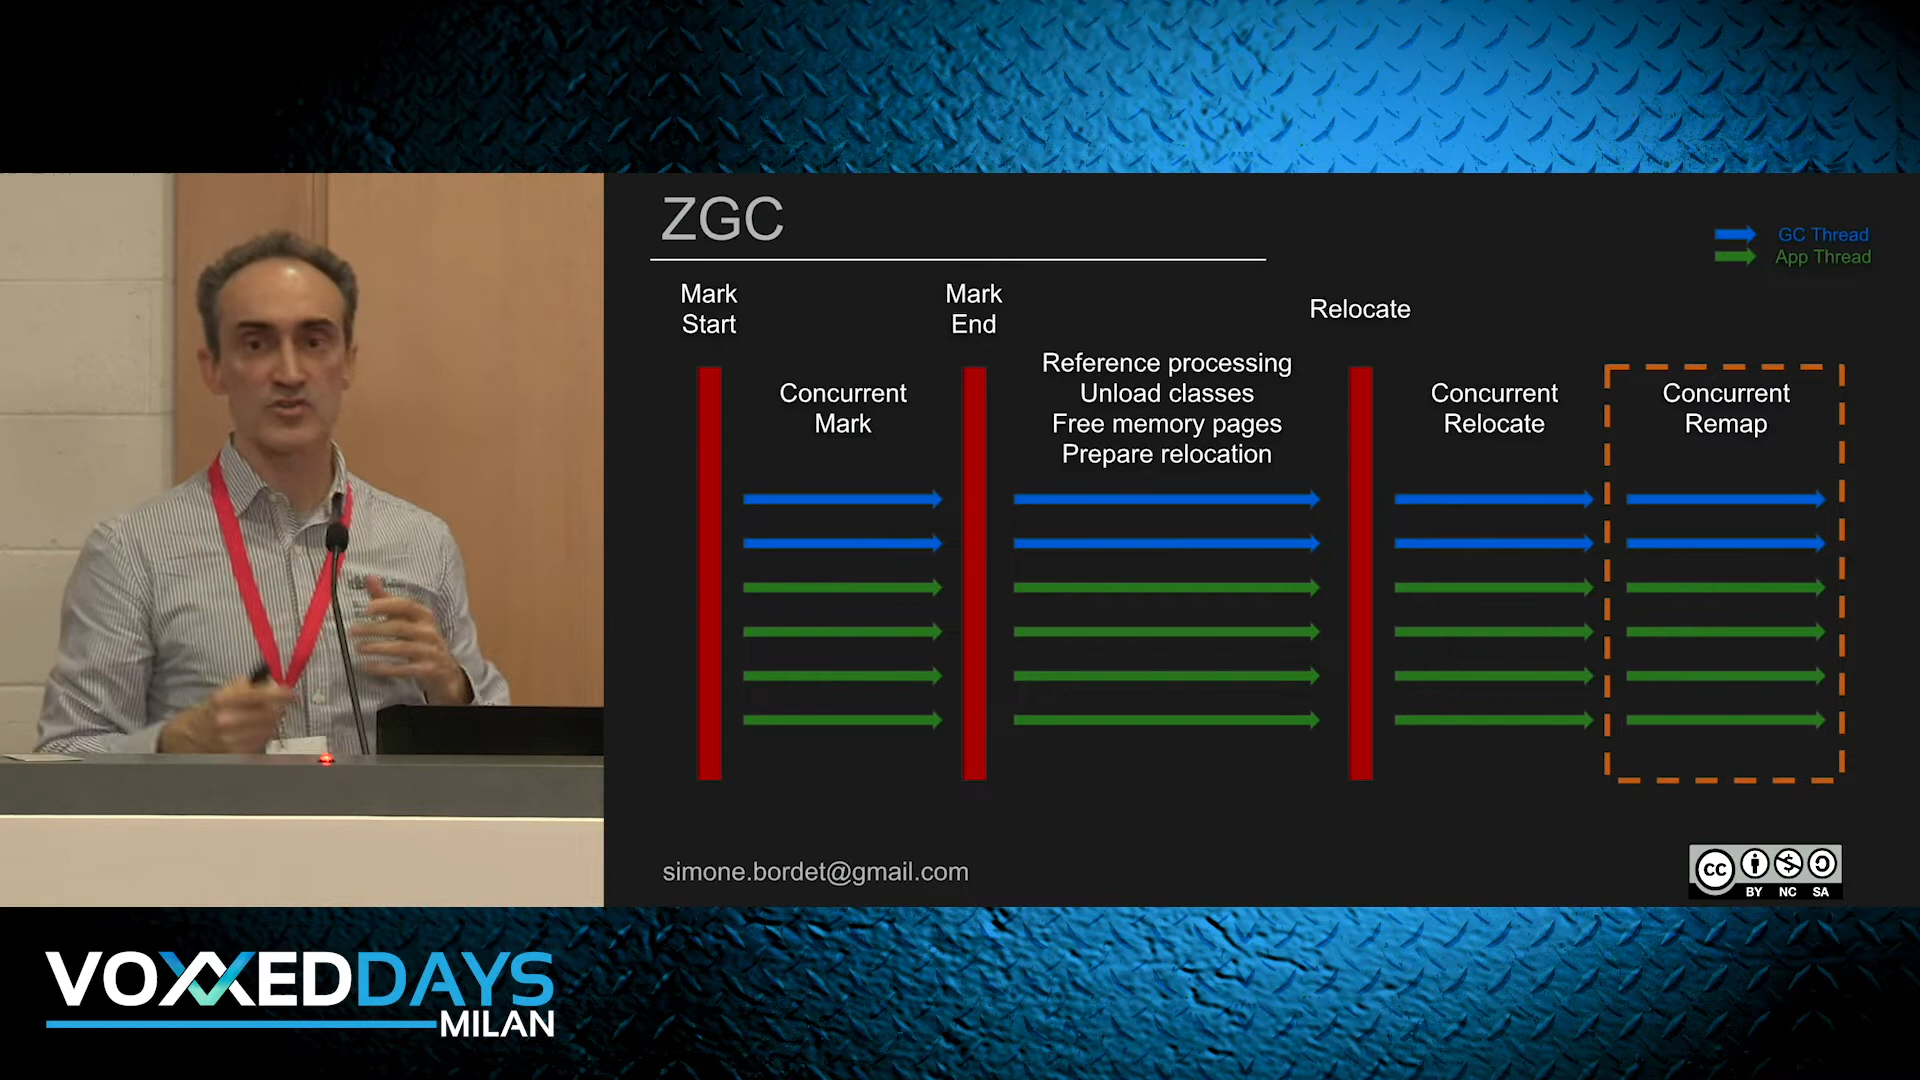 ZGC
GC Thread
App Thread
Mark
Start
Mark
End
Relocate
Concurrent
Mark
Reference processing
Unload classes
Free memory pages
Prepare relocation
Concurrent
Relocate
Concurrent
Remap
simone.bordet@gmail.com
cc
BY NC SA
VOXXEDDAYS
MILAN